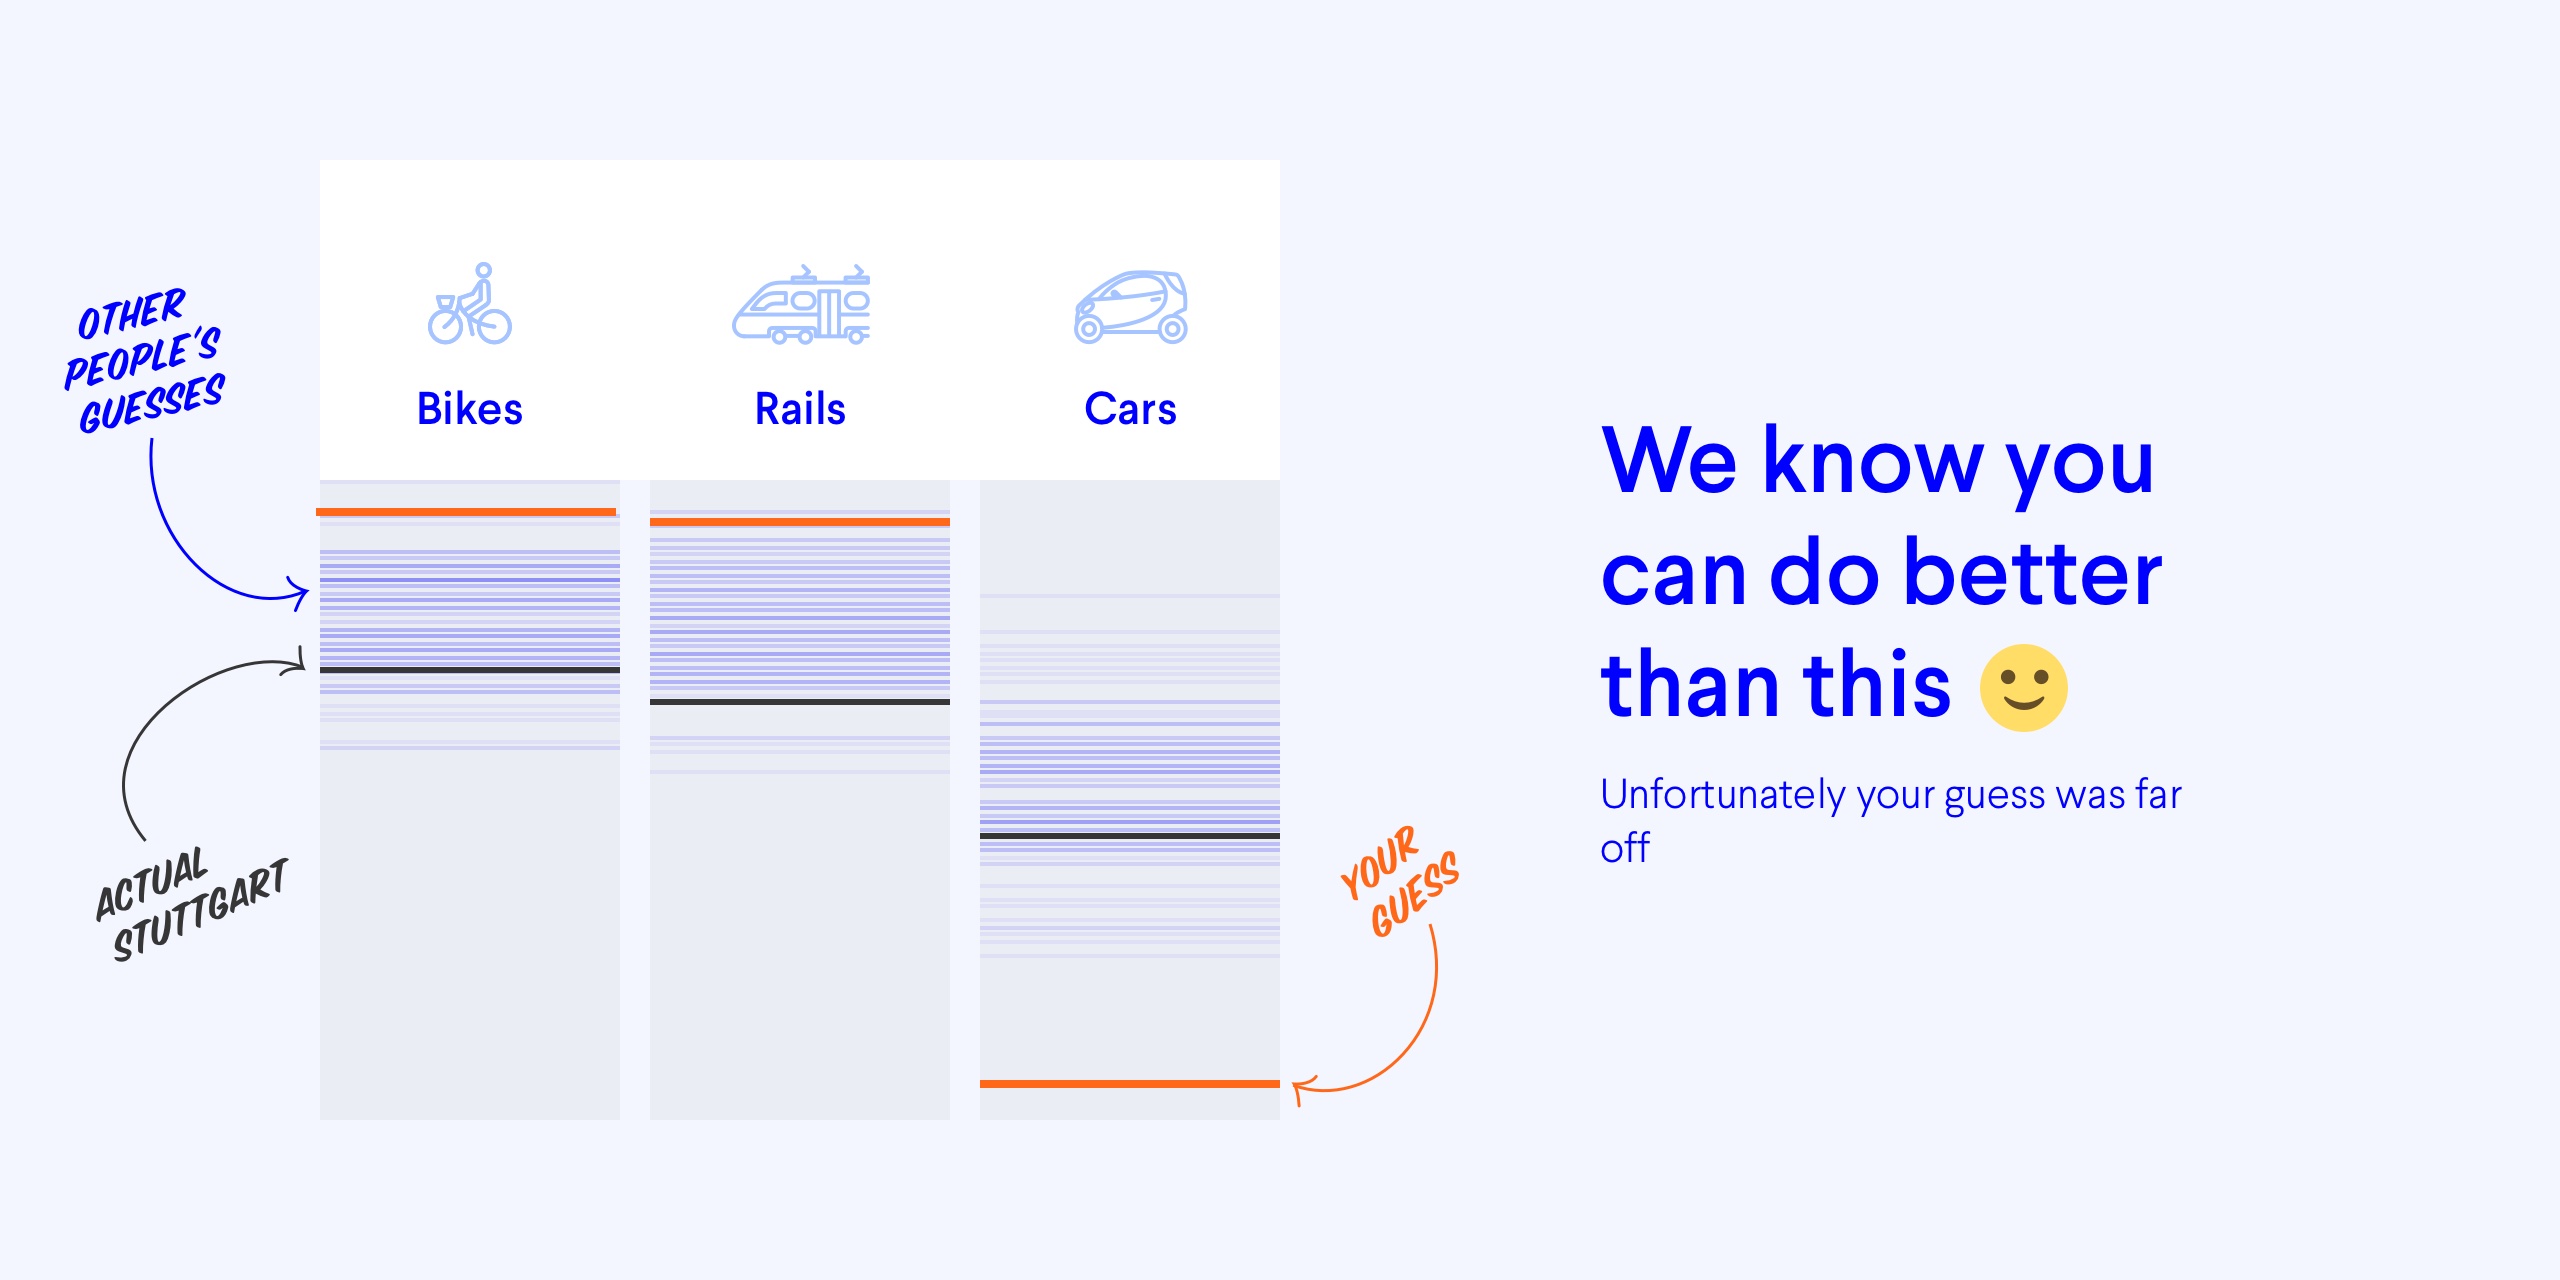 OTHER
PEOPLE'S
GUESSES
Bikes
Rails
Cars
We know you
can do better
than this 🙂
Unfortunately your guess was far
off
ACTUAL
STUTTGART
YOUR
GUESS